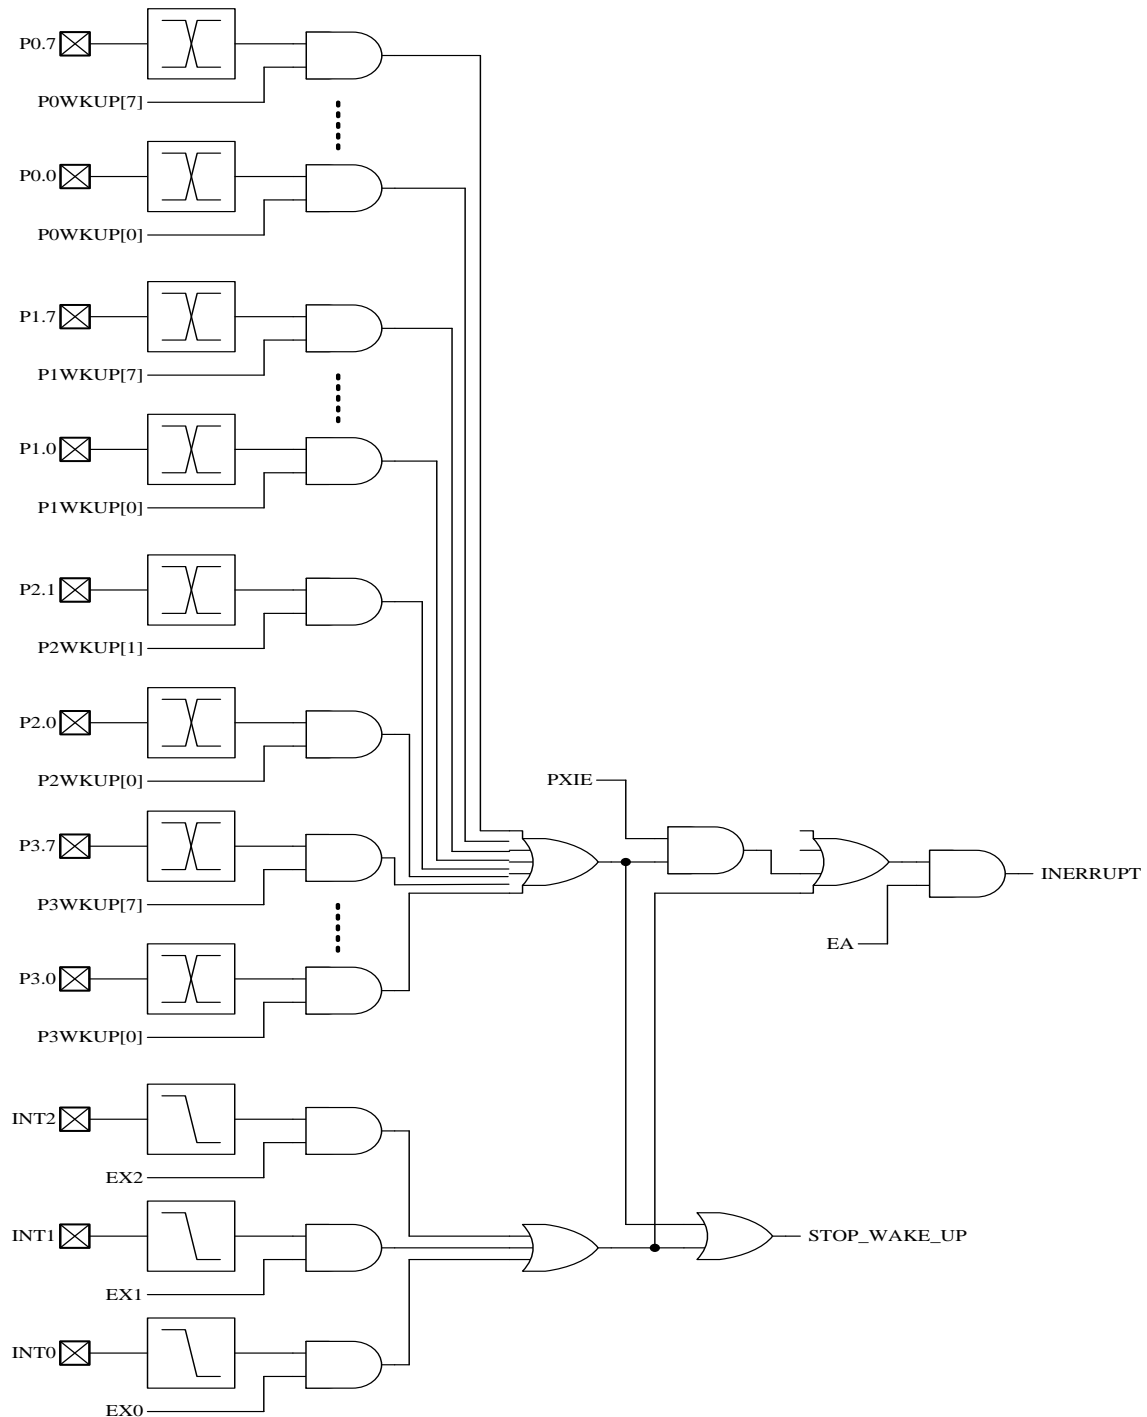 P0.7
P0WKUP[7]
P0.0
P0WKUP[0]
P1.7
P1WKUP[7]
P1.0
P1WKUP[0]
P2.1
P2WKUP[1]
P2.0
P2WKUP[0]
PXIE
P3.7
INERRUPT
P3WKUP[7]
EA
P3.0
P3WKUP[0]
INT2
EX2
INT1
STOP_WAKE_UP
EX1
INT0
EX0